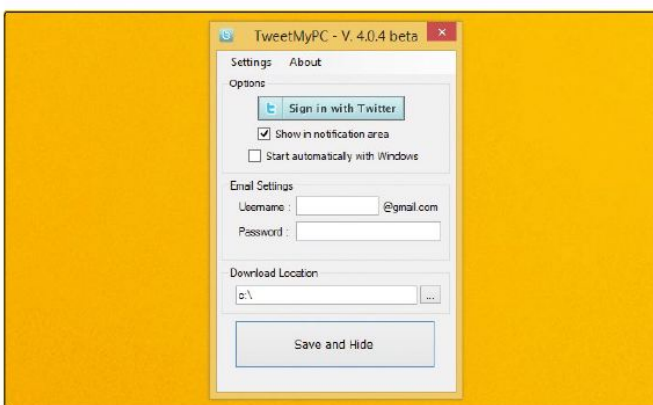 TweetMyPC - V. 4.0.4 beta
Settings About
Options
Sign in with Twitter
Show in notification area
Start automatically with Windows
Email Settings
Username : @gmail.com
Password :
Download Location
c:\ ...
Save and Hide